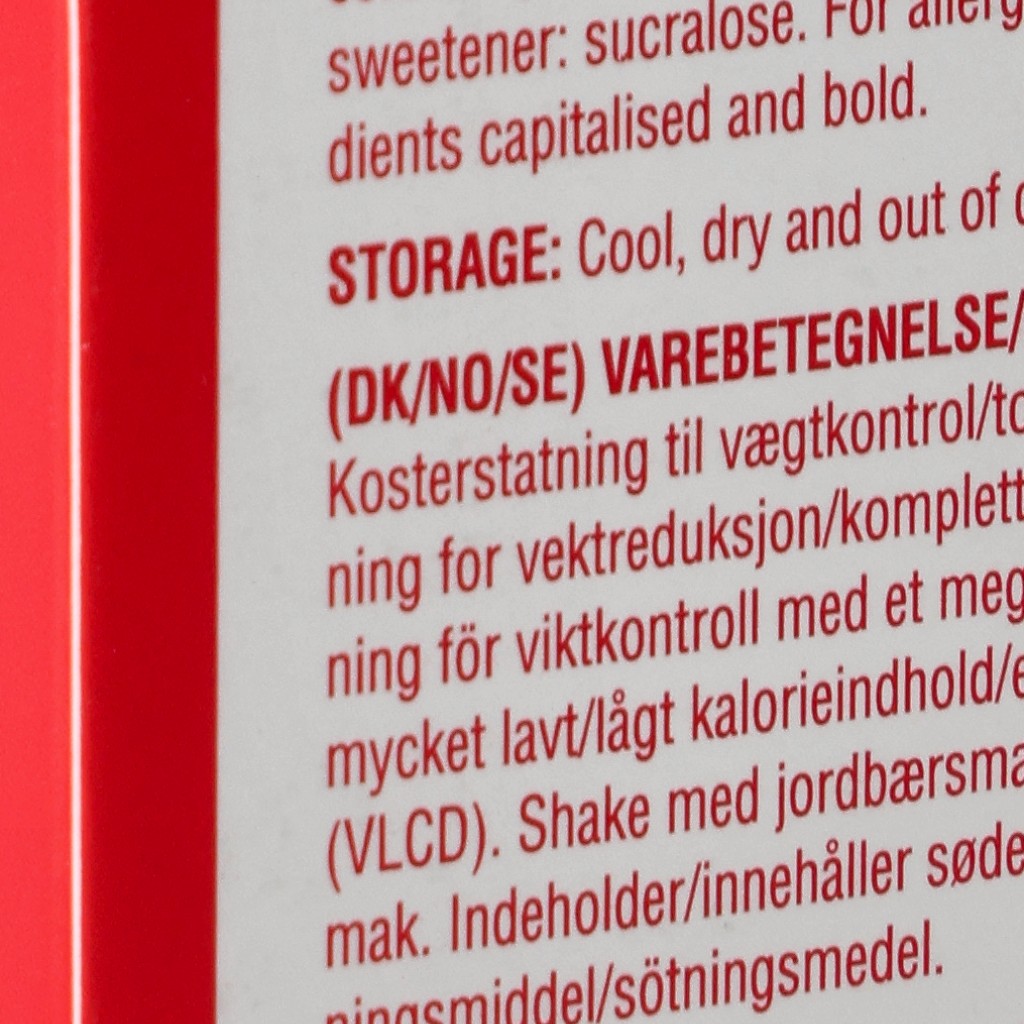 sweetener: sucralose. For allerg
dients capitalised and bold.
STORAGE: Cool, dry and out of
(DK/NO/SE) VAREBETEGNELSE/
Kosterstatning til vægtkontrol/to
ning for vektreduksjon/komplett
ning för viktkontroll med et meg
mycket lavt/lågt kalorieindhold/e
(VLCD). Shake med jordbærsma
mak. Indeholder/innehåller søde
ningsmiddel/sötningsmedel.